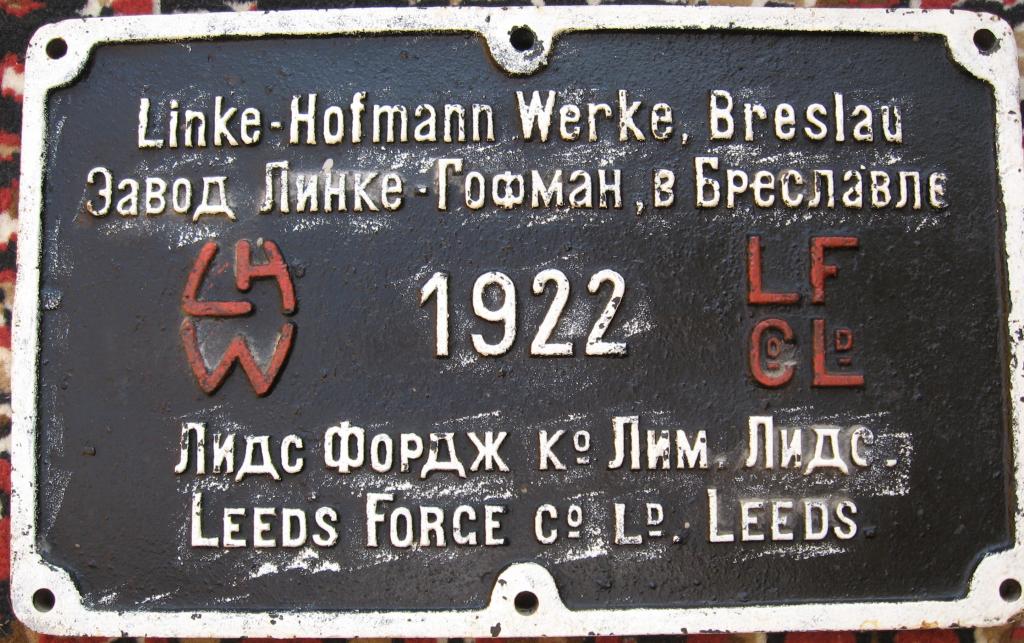 Linke-Hofmann Werke, Breslau
Завод Линке-Гофман, в Бреславле
LHW
1922
LF
Cº Lᴰ
Лидс Фордж Кº Лим. Лидс.
LEEDS FORGE Cº Lᴰ. LEEDS.